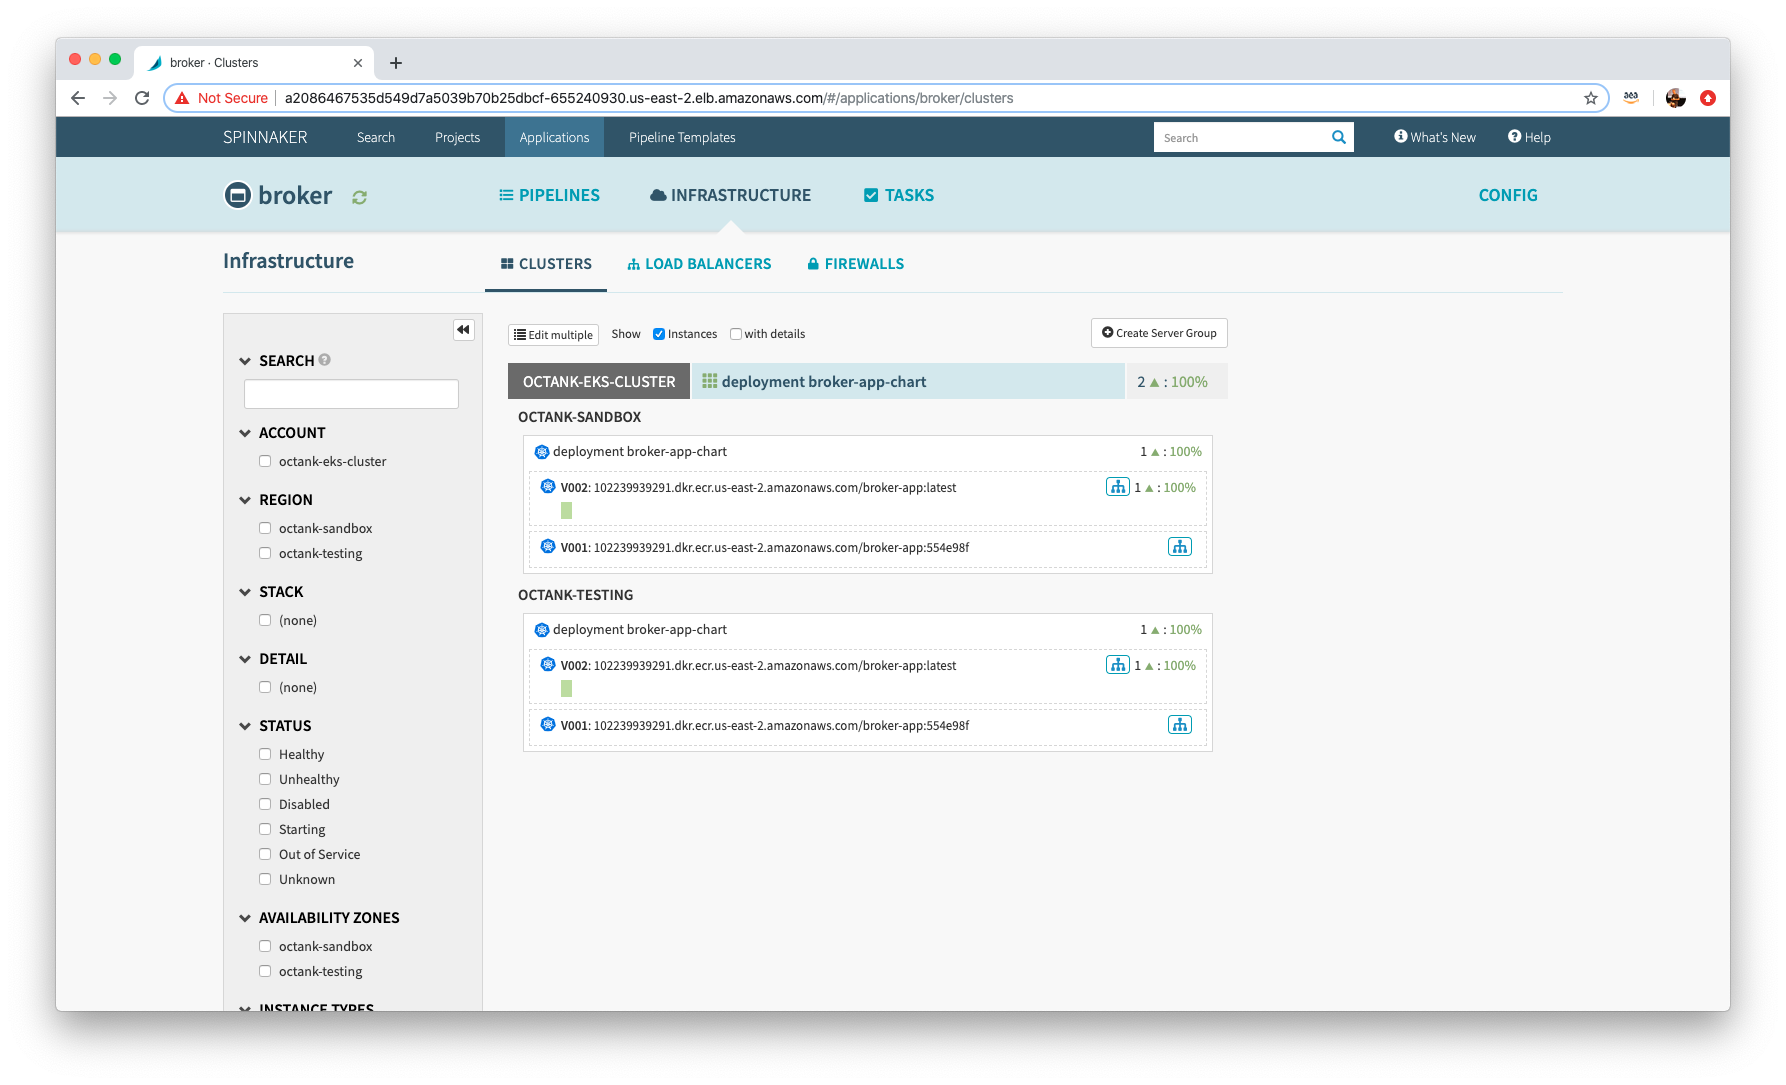 broker · Clusters
Not Secure a2086467535d549d7a5039b70b25dbcf-655240930.us-east-2.elb.amazonaws.com/#/applications/broker/clusters
SPINNAKER Search Projects Applications Pipeline Templates Search What's New Help
broker PIPELINES INFRASTRUCTURE TASKS CONFIG
Infrastructure CLUSTERS LOAD BALANCERS FIREWALLS
SEARCH
ACCOUNT
octank-eks-cluster
REGION
octank-sandbox
octank-testing
STACK
(none)
DETAIL
(none)
STATUS
Healthy
Unhealthy
Disabled
Starting
Out of Service
Unknown
AVAILABILITY ZONES
octank-sandbox
octank-testing
INSTANCE TYPES
Edit multiple Show Instances with details Create Server Group
OCTANK-EKS-CLUSTER deployment broker-app-chart 2 : 100%
OCTANK-SANDBOX
deployment broker-app-chart 1 : 100%
V002: 102239939291.dkr.ecr.us-east-2.amazonaws.com/broker-app:latest 1 : 100%
V001: 102239939291.dkr.ecr.us-east-2.amazonaws.com/broker-app:554e98f
OCTANK-TESTING
deployment broker-app-chart 1 : 100%
V002: 102239939291.dkr.ecr.us-east-2.amazonaws.com/broker-app:latest 1 : 100%
V001: 102239939291.dkr.ecr.us-east-2.amazonaws.com/broker-app:554e98f